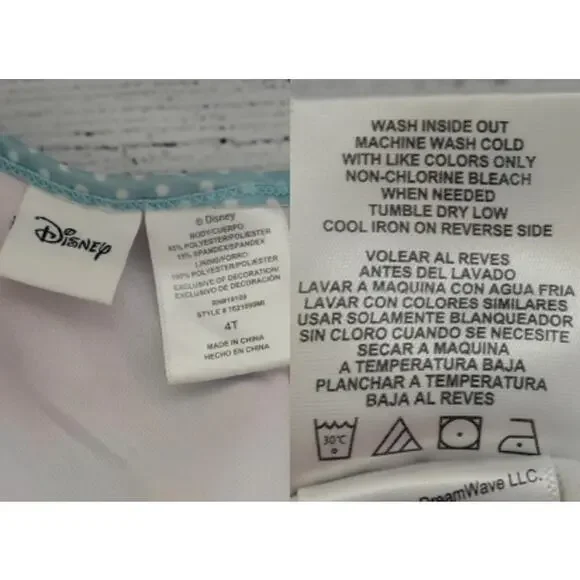 Disney
© Disney
BODY/CUERPO:
85% POLYESTER/POLIESTER
15% SPANDEX/SPANDEX
LINING/FORRO:
100% POLYESTER/POLIESTER
EXCLUSIVE OF DECORATION/
EXCLUSIVO DE DECORACIÓN
4T
MADE IN CHINA
HECHO EN CHINA
WASH INSIDE OUT
MACHINE WASH COLD
WITH LIKE COLORS ONLY
NON-CHLORINE BLEACH
WHEN NEEDED
TUMBLE DRY LOW
COOL IRON ON REVERSE SIDE
VOLEAR AL REVES
ANTES DEL LAVADO
LAVAR A MAQUINA CON AGUA FRIA
LAVAR CON COLORES SIMILARES
USAR SOLAMENTE BLANQUEADOR
SIN CLORO CUANDO SE NECESITE
SECAR A MAQUINA
A TEMPERATURA BAJA
PLANCHAR A TEMPERATURA
BAJA AL REVES
30°C
DreamWave LLC.